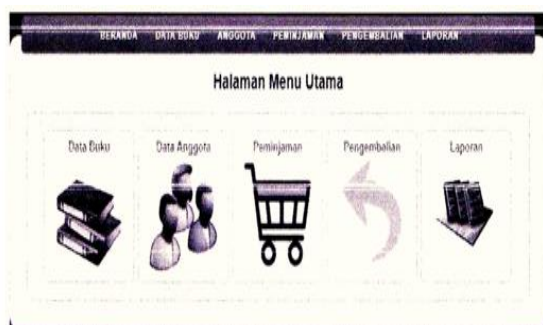 BERANDA DATA BUKU ANGGOTA PEMINJAMAN PENGEMBALIAN LAPORAN
Halaman Menu Utama
Data Buku Data Anggota Peminjaman Pengembalian Laporan